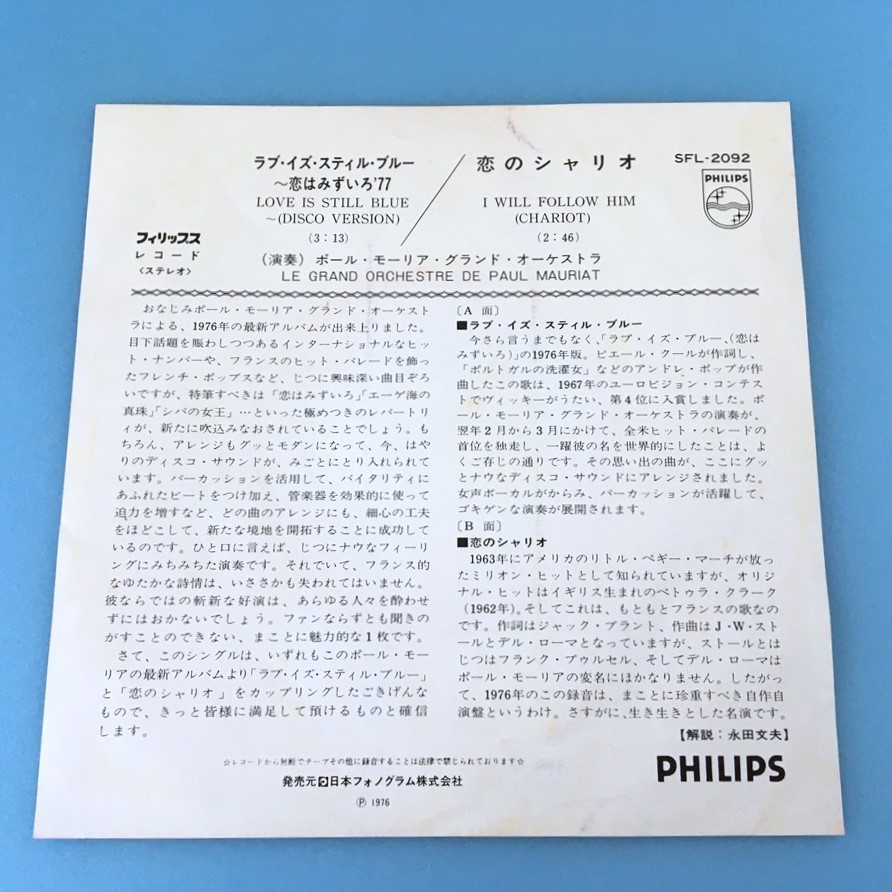 ラブ・イズ・スティル・ブルー
〜恋はみずいろ'77
LOVE IS STILL BLUE
〜(DISCO VERSION)
(3:13)
恋のシャリオ
I WILL FOLLOW HIM
(CHARIOT)
(2:46)
SFL-2092
PHILIPS
フィリップス
レコード
<ステレオ>
(演奏) ポール・モーリア・グランド・オーケストラ
LE GRAND ORCHESTRE DE PAUL MAURIAT
おなじみポール・モーリア・グランド・オーケスト
ラによる、1976年の最新アルバムが出来上りました。
目下話題を賑わしつつあるインターナショナルなヒッ
ト・ナンバーや、フランスのヒット・パレードを飾っ
たフレンチ・ポップスなど、じつに興味深い曲目ぞろ
いですが、特筆すべきは「恋はみずいろ」「エーゲ海の
真珠」「シバの女王」…といった極めつきのレパートリ
ィが、新たに吹込みなおされていることでしょう。も
ちろん、アレンジもグッとモダンになって、今、はや
りのディスコ・サウンドが、みごとにとり入れられて
います。パーカッションを活用して、バイタリティに
あふれたビートをつけ加え、管楽器を効果的に使って
迫力を増すなど、どの曲のアレンジにも、細心の工夫
をほどこして、新たな境地を開拓することに成功して
いるのです。ひと口に言えば、じつにナウなフィーリ
ングにみちみちた演奏です。それでいて、フランス的
なゆたかな詩情は、いささかも失われてはいません。
彼ならではの斬新な好演は、あらゆる人々を酔わせ
ずにはおかないでしょう。ファンならずとも聞きの
がすことのできない、まことに魅力的な1枚です。
さて、このシングルは、いずれもこのポール・モー
リアの最新アルバムより「ラブ・イズ・スティル・ブルー」
と「恋のシャリオ」をカップリングしたごきげんな
もので、きっと皆様に満足して預けるものと確信
します。
〔A 面〕
■ラブ・イズ・スティル・ブルー
今さら言うまでもなく、「ラブ・イズ・ブルー、(恋は
みずいろ)」の1976年版。ピエール・クールが作詞し、
「ポルトガルの洗濯女」などのアンドレ・ポップが作
曲したこの歌は、1967年のユーロビジョン・コンテス
トでヴィッキーがうたい、第4位に入賞しました。ポ
ール・モーリア・グランド・オーケストラの演奏が、
翌年2月から3月にかけて、全米ヒット・パレードの
首位を独走し、一躍彼の名を世界的にしたことは、よ
くご存じの通りです。その思い出の曲が、ここにグッ
とナウなディスコ・サウンドにアレンジされました。
女声ボーカルがからみ、パーカッションが活躍して、
ゴキゲンな演奏が展開されます。
〔B 面〕
■恋のシャリオ
1963年にアメリカのリトル・ペギー・マーチが放っ
たミリオン・ヒットとして知られていますが、オリジ
ナル・ヒットはイギリス生まれのペトゥラ・クラーク
(1962年)。そしてこれは、もともとフランスの歌なの
です。作詞はジャック・プラント、作曲はJ・W・スト
ールとデル・ローマとなっていますが、ストールとは
じつはフランク・プゥルセル、そしてデル・ローマは
ポール・モーリアの変名にほかなりません。したがっ
て、1976年のこの録音は、まことに珍重すべき自作自
演盤というわけ。さすがに、生き生きとした名演です。
【解説：永田文夫】
☆レコードから無断でテープその他に録音することは法律で禁じられております☆
発売元 日本フォノグラム株式会社
Ⓟ 1976
PHILIPS